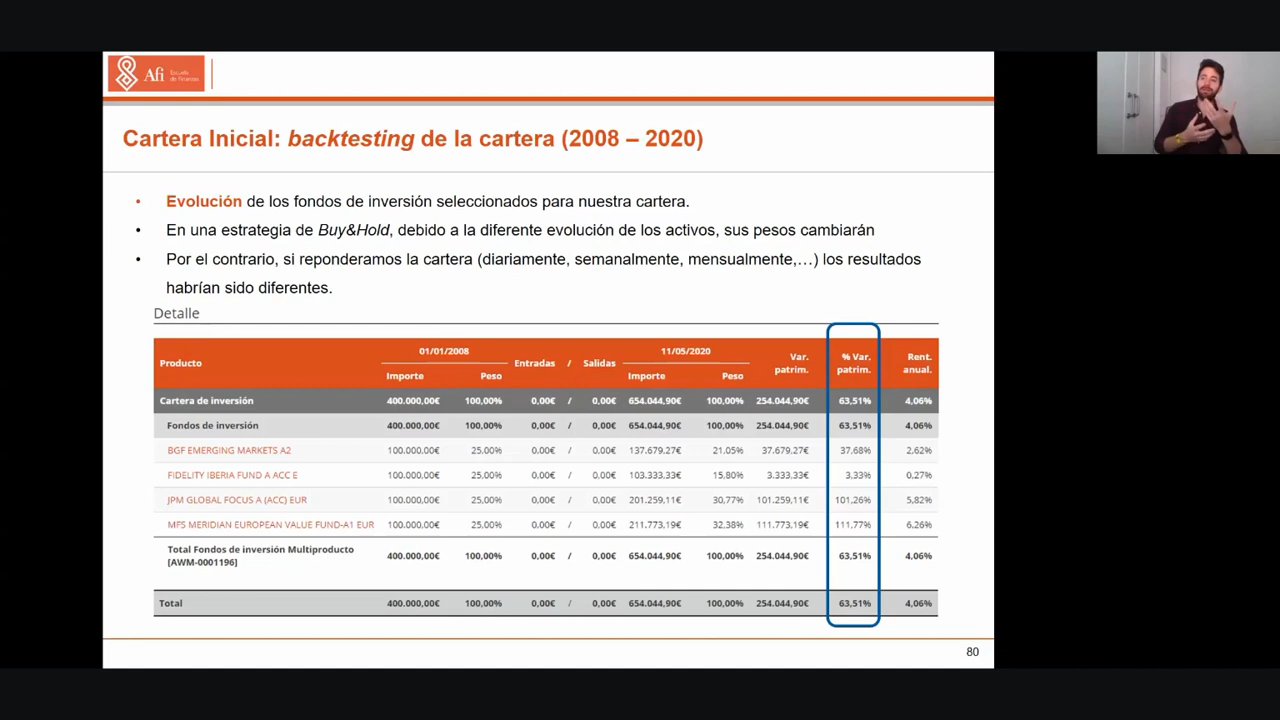 Afi Escuela de Finanzas
Cartera Inicial: backtesting de la cartera (2008 – 2020)
• Evolución de los fondos de inversión seleccionados para nuestra cartera.
• En una estrategia de Buy&Hold, debido a la diferente evolución de los activos, sus pesos cambiarán
• Por el contrario, si reponderamos la cartera (diariamente, semanalmente, mensualmente,…) los resultados
habrían sido diferentes.
Detalle
Producto 01/01/2008 Entradas / Salidas 11/05/2020 Var. patrim. % Var. patrim. Rent. anual.
Importe Peso Importe Peso
Cartera de inversión 400.000,00€ 100,00% 0,00€ / 0,00€ 654.044,90€ 100,00% 254.044,90€ 63,51% 4,06%
Fondos de inversión 400.000,00€ 100,00% 0,00€ / 0,00€ 654.044,90€ 100,00% 254.044,90€ 63,51% 4,06%
BGF EMERGING MARKETS A2 100.000,00€ 25.00% 0,00€ / 0,00€ 137.679,27€ 21.05% 37.679,27€ 37.68% 2,62%
FIDELITY IBERIA FUND A ACC E 100.000,00€ 25.00% 0,00€ / 0,00€ 103.333,33€ 15,80% 3.333,33€ 3,33% 0,27%
JPM GLOBAL FOCUS A (ACC) EUR 100.000,00€ 25.00% 0,00€ / 0,00€ 201.259,11€ 30,77% 101.259,11€ 101,26% 5,82%
MFS MERIDIAN EUROPEAN VALUE FUND-A1 EUR 100.000,00€ 25.00% 0,00€ / 0,00€ 211.773,19€ 32.38% 111.773,19€ 111.77% 6,26%
Total Fondos de inversión Multiproducto
[AWM-0001196] 400.000,00€ 100,00% 0,00€ / 0,00€ 654.044,90€ 100,00% 254.044,90€ 63,51% 4,06%
Total 400.000,00€ 100,00% 0,00€ / 0,00€ 654.044,90€ 100,00% 254.044,90€ 63,51% 4,06%
80